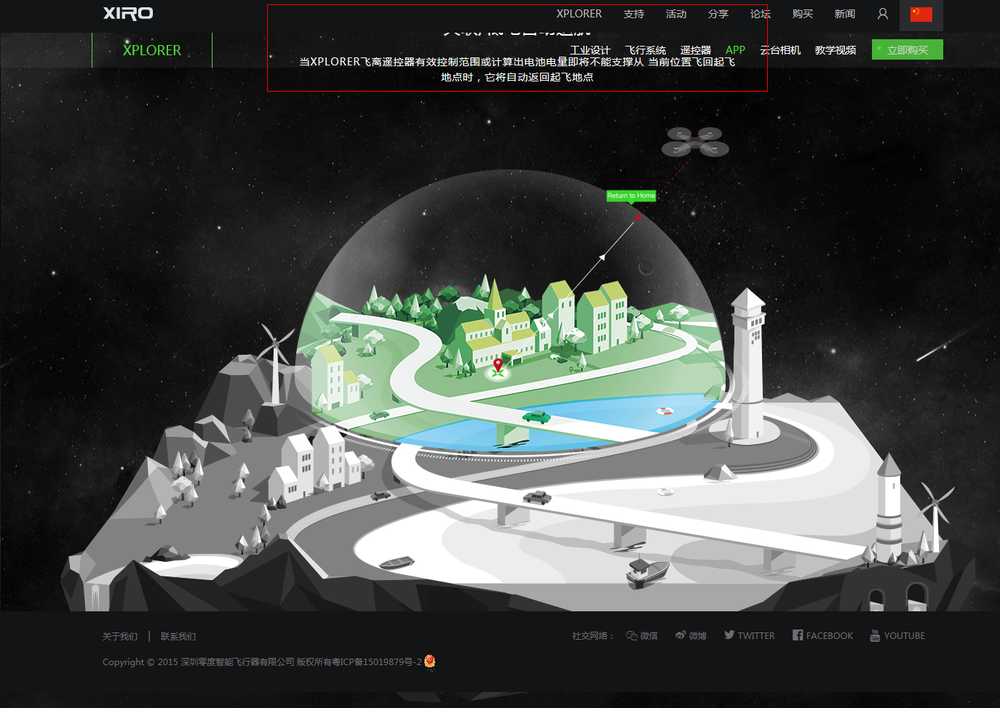 XIRO
XPLORER 支持 活动 分享 论坛 购买 新闻
XPLORER
工业设计 飞行系统 遥控器 APP 云台相机 教学视频 立即购买
当XPLORER飞离遥控器有效控制范围或计算出电池电量即将不能支撑从 当前位置飞回起飞
地点时，它将自动返回起飞地点
Return to Home
关于我们 | 联系我们
社交网络： 微信 微博 TWITTER FACEBOOK YOUTUBE
Copyright © 2015 深圳零度智能飞行器有限公司 版权所有粤ICP备15019879号-2